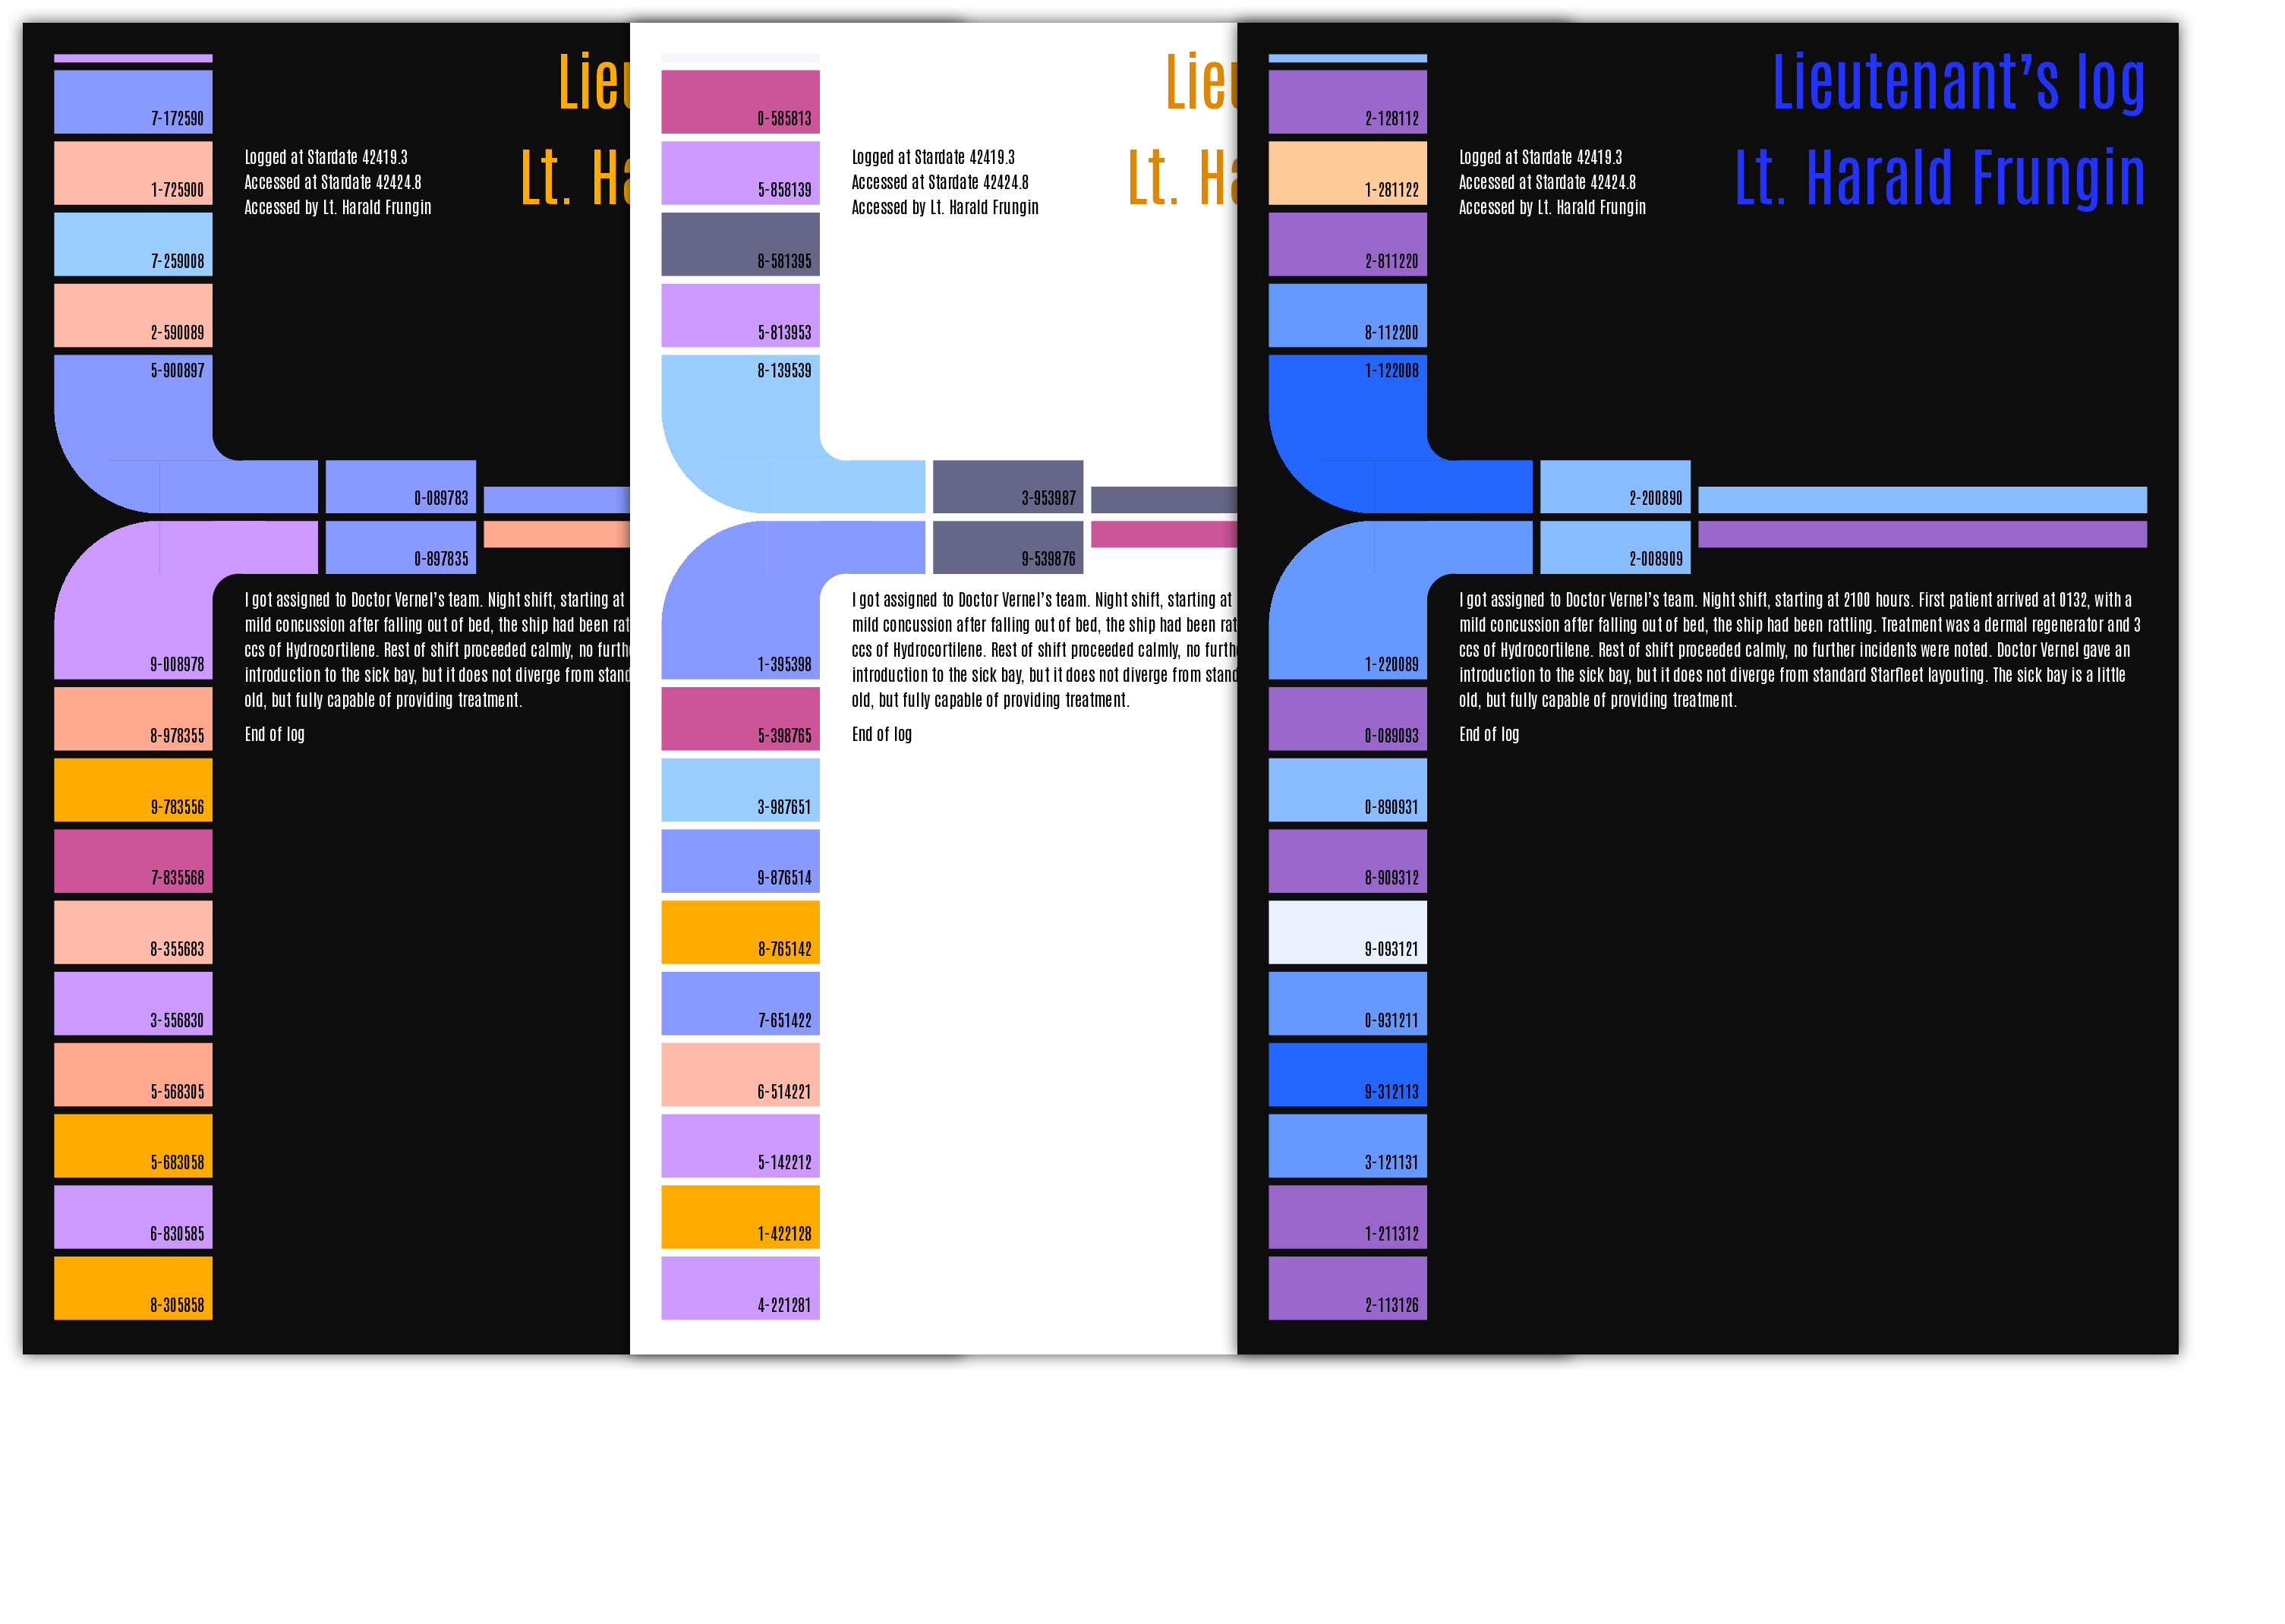 7-172590
1-725900
7-259008
2-590089
5-900897
0-089783
0-897835
9-008978
8-978355
9-783556
7-835568
8-355683
3-556830
5-568305
5-683058
6-830585
8-305858
Lieu
Lt. Ha
Logged at Stardate 42419.3
Accessed at Stardate 42424.8
Accessed by Lt. Harald Frungin
I got assigned to Doctor Vernel’s team. Night shift, starting at
mild concussion after falling out of bed, the ship had been rat
ccs of Hydrocortilene. Rest of shift proceeded calmly, no furth
introduction to the sick bay, but it does not diverge from stand
old, but fully capable of providing treatment.
End of log
0-585813
5-858139
8-581395
5-813953
8-139539
3-953987
9-539876
1-395398
5-398765
3-987651
9-876514
8-765142
7-651422
6-514221
5-142212
1-422128
4-221281
Lieu
Lt. Ha
Logged at Stardate 42419.3
Accessed at Stardate 42424.8
Accessed by Lt. Harald Frungin
I got assigned to Doctor Vernel’s team. Night shift, starting at
mild concussion after falling out of bed, the ship had been rat
ccs of Hydrocortilene. Rest of shift proceeded calmly, no furth
introduction to the sick bay, but it does not diverge from stand
old, but fully capable of providing treatment.
End of log
2-128112
1-281122
2-811220
8-112200
1-122008
2-200890
2-008909
1-220089
0-089093
0-890931
8-909312
9-093121
0-931211
9-312113
3-121131
1-211312
2-113126
Lieutenant’s log
Lt. Harald Frungin
Logged at Stardate 42419.3
Accessed at Stardate 42424.8
Accessed by Lt. Harald Frungin
I got assigned to Doctor Vernel’s team. Night shift, starting at 2100 hours. First patient arrived at 0132, with a
mild concussion after falling out of bed, the ship had been rattling. Treatment was a dermal regenerator and 3
ccs of Hydrocortilene. Rest of shift proceeded calmly, no further incidents were noted. Doctor Vernel gave an
introduction to the sick bay, but it does not diverge from standard Starfleet layouting. The sick bay is a little
old, but fully capable of providing treatment.
End of log